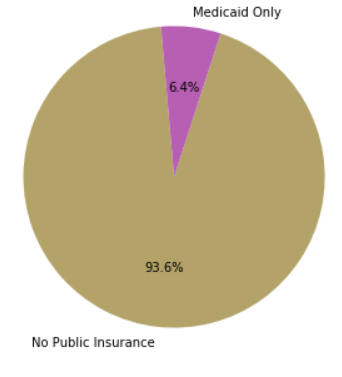 Medicaid Only
6.4%
93.6%
No Public Insurance